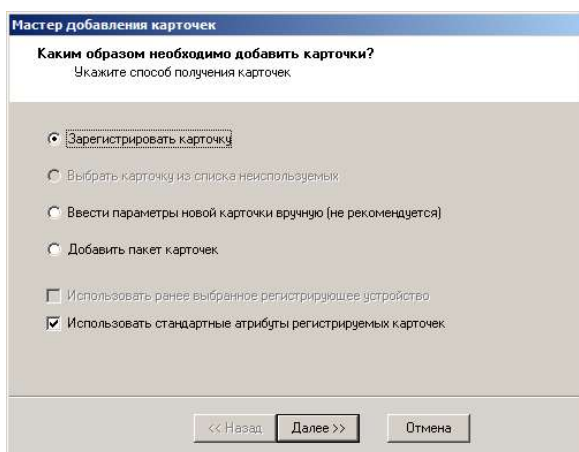 Мастер добавления карточек
Каким образом необходимо добавить карточки?
Укажите способ получения карточек
Зарегистрировать карточку
Выбрать карточку из списка неиспользуемых
Ввести параметры новой карточки вручную (не рекомендуется)
Добавить пакет карточек
Использовать ранее выбранное регистрирующее устройство
Использовать стандартные атрибуты регистрируемых карточек
<< Назад Далее >> Отмена